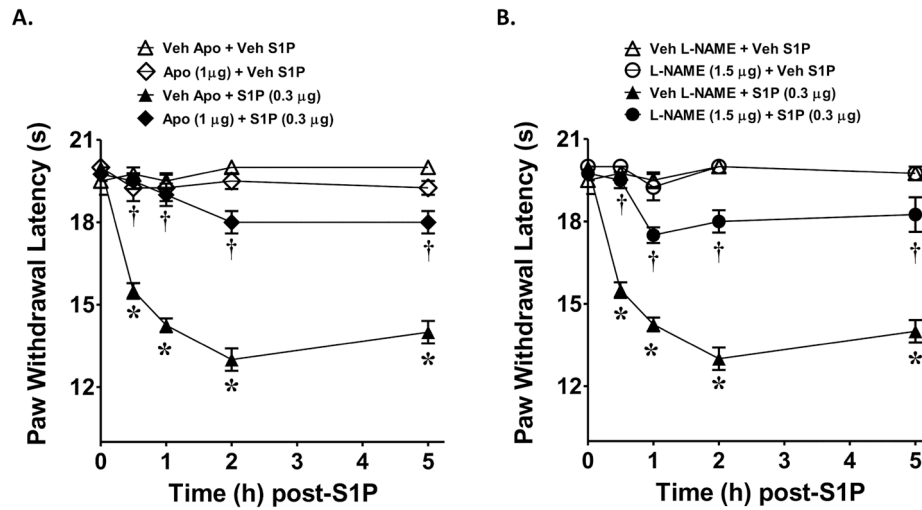 A.
Veh Apo + Veh S1P
Apo (1μg) + Veh S1P
Veh Apo + S1P (0.3 μg)
Apo (1 μg) + S1P (0.3 μg)
Paw Withdrawal Latency (s)
21
18
15
12
†
†
†
†
*
*
*
*
0
1
2
3
4
5
Time (h) post-S1P
B.
Veh L-NAME + Veh S1P
L-NAME (1.5 μg) + Veh S1P
Veh L-NAME + S1P (0.3 μg)
L-NAME (1.5 μg) + S1P (0.3 μg)
Paw Withdrawal Latency (s)
21
18
15
12
†
†
†
†
*
*
*
*
0
1
2
3
4
5
Time (h) post-S1P